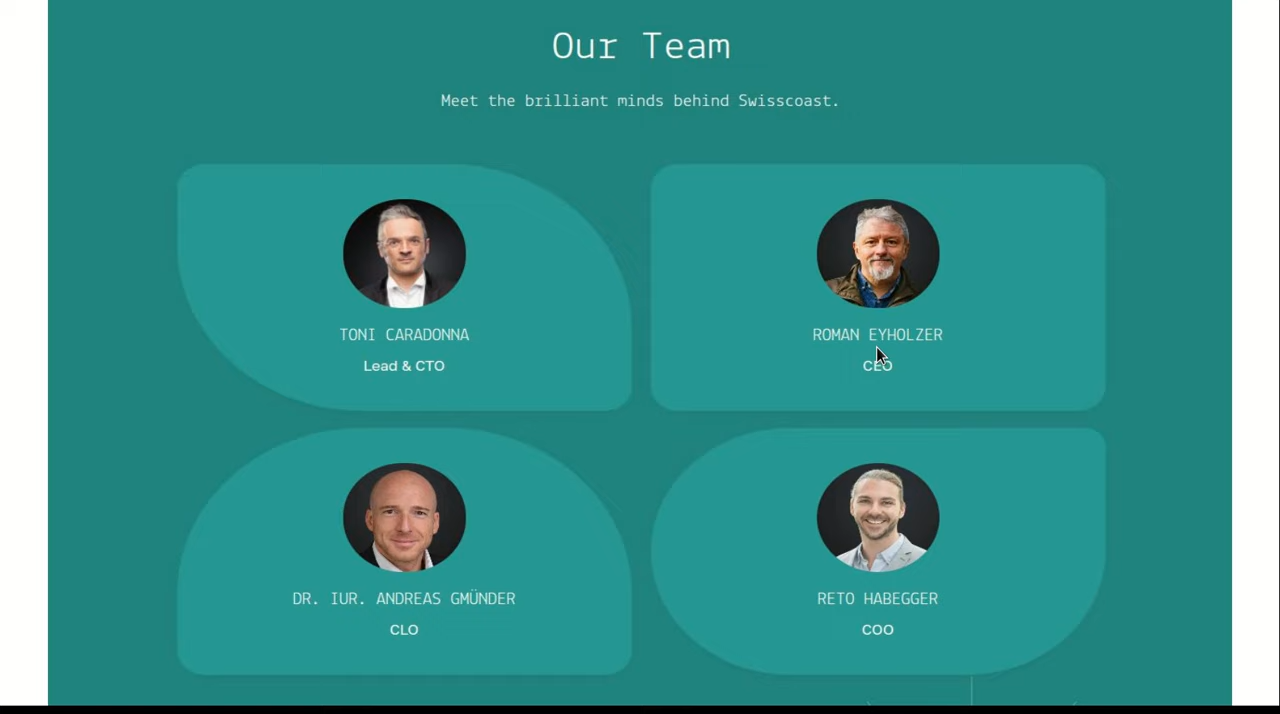 Our Team
Meet the brilliant minds behind Swisscoast.
TONI CARADONNA
Lead & CTO
ROMAN EYHOLZER
CEO
DR. IUR. ANDREAS GMÜNDER
CLO
RETO HABEGGER
COO